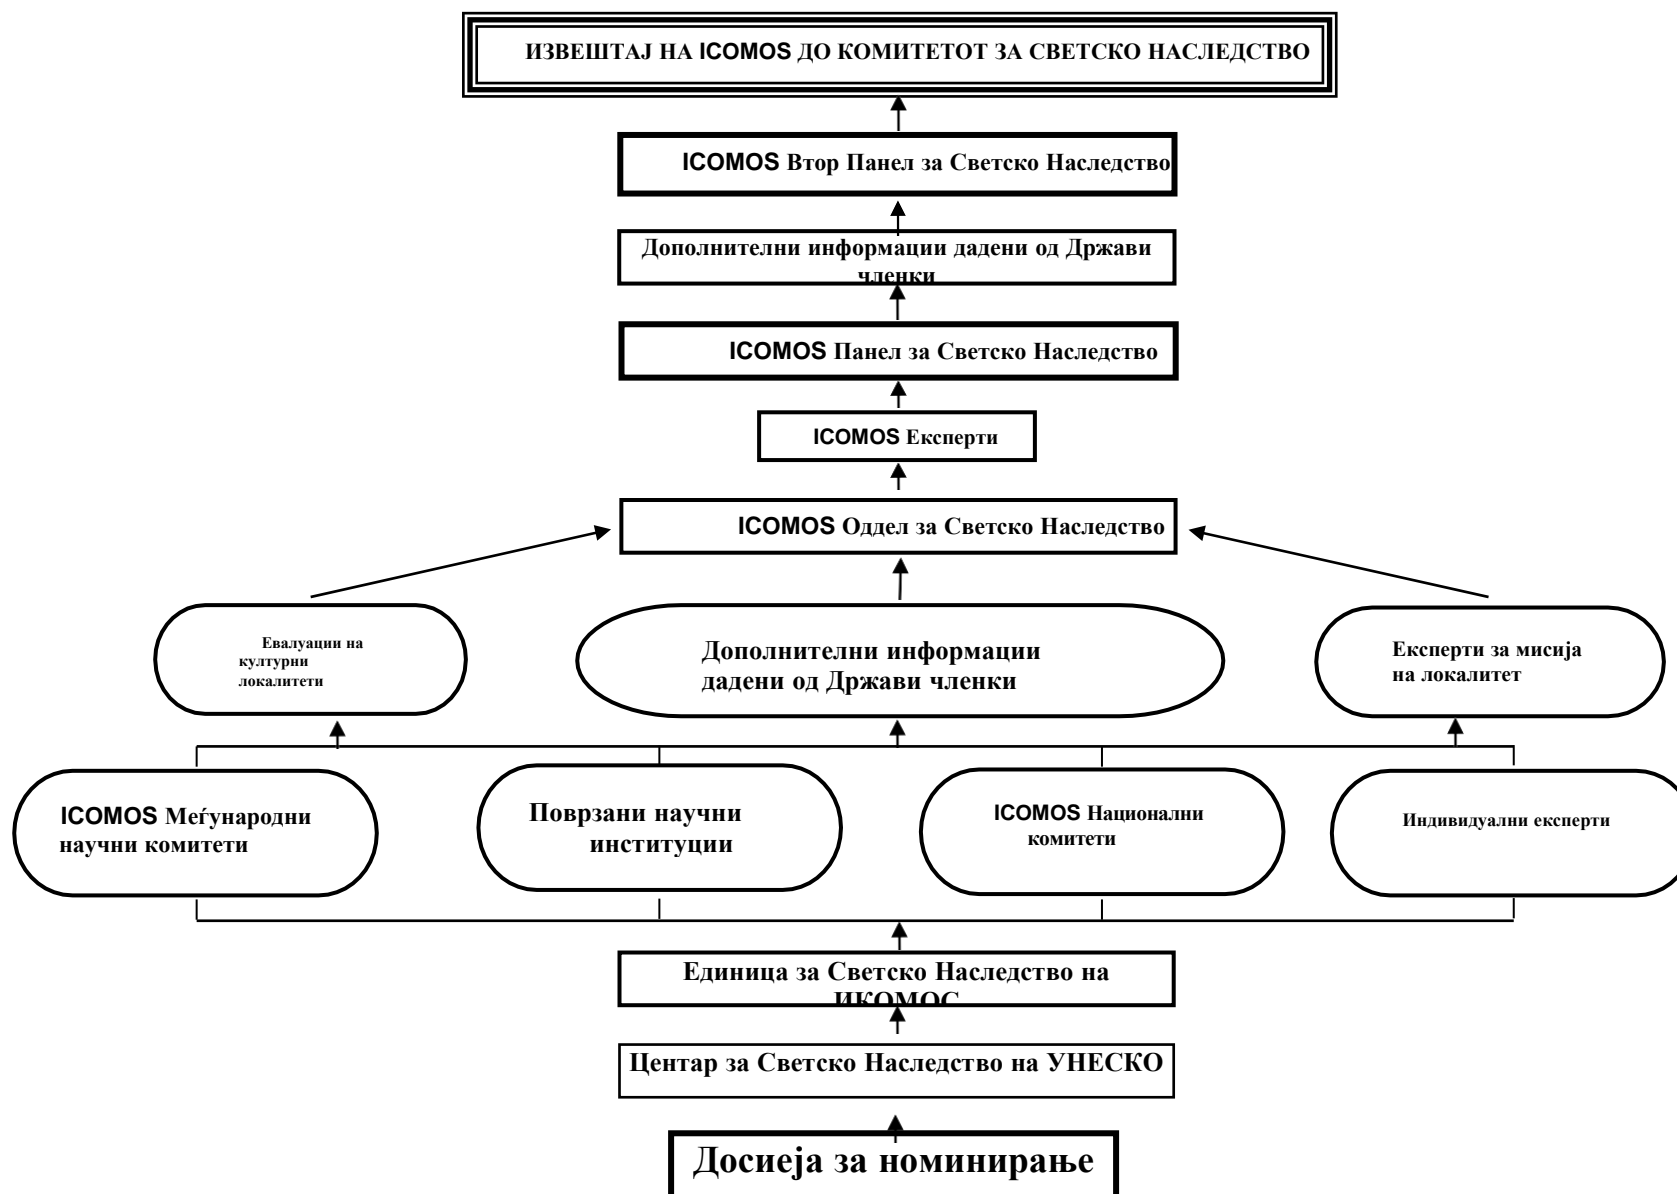 ИЗВЕШТАЈ НА ICOMOS ДО КОМИТЕТОТ ЗА СВЕТСКО НАСЛЕДСТВО
ICOMOS Втор Панел за Светско Наследство
Дополнителни информации дадени од Држави
членки
ICOMOS Панел за Светско Наследство
ICOMOS Експерти
ICOMOS Оддел за Светско Наследство
Евалуации на
културни
локалитети
Дополнителни информации
дадени од Држави членки
Експерти за мисија
на локалитет
ICOMOS Меѓународни
научни комитети
Поврзани научни
институции
ICOMOS Национални
комитети
Индивидуални експерти
Единица за Светско Наследство на
ИКОМОС
Центар за Светско Наследство на УНЕСКО
Досиеја за номинирање